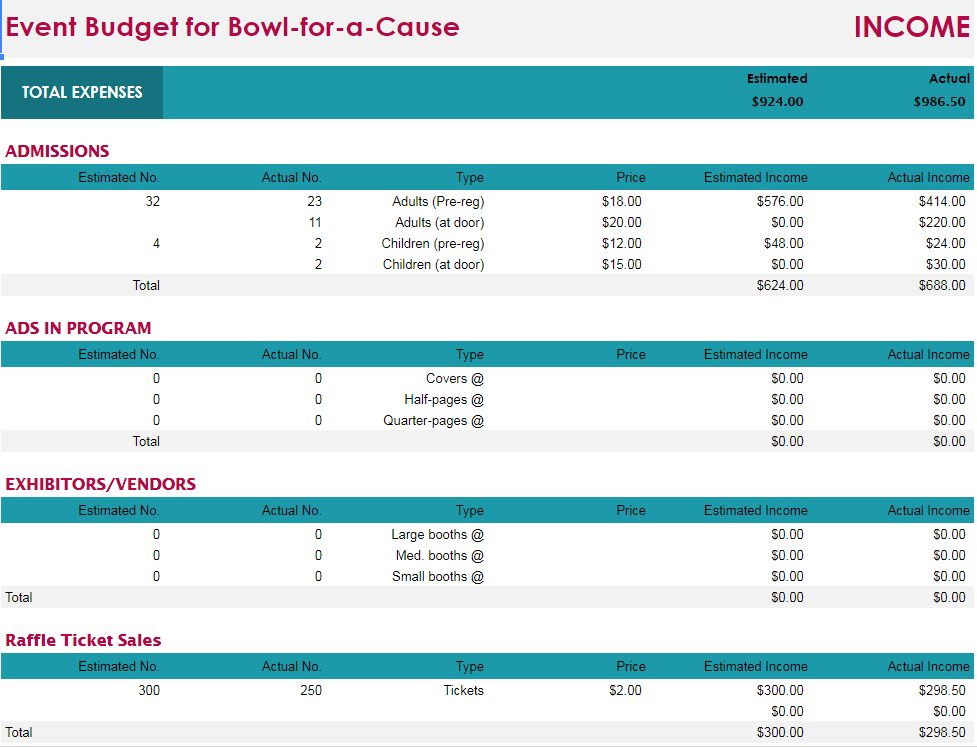 Event Budget for Bowl-for-a-Cause INCOME
Estimated Actual
TOTAL EXPENSES
$924.00 $986.50
ADMISSIONS
Estimated No. Actual No. Type Price Estimated Income Actual Income
32 23 Adults (Pre-reg) $18.00 $576.00 $414.00
11 Adults (at door) $20.00 $0.00 $220.00
4 2 Children (pre-reg) $12.00 $48.00 $24.00
2 Children (at door) $15.00 $0.00 $30.00
Total $624.00 $688.00
ADS IN PROGRAM
Estimated No. Actual No. Type Price Estimated Income Actual Income
0 0 Covers @ $0.00 $0.00
0 0 Half-pages @ $0.00 $0.00
0 0 Quarter-pages @ $0.00 $0.00
Total $0.00 $0.00
EXHIBITORS/VENDORS
Estimated No. Actual No. Type Price Estimated Income Actual Income
0 0 Large booths @ $0.00 $0.00
0 0 Med. booths @ $0.00 $0.00
0 0 Small booths @ $0.00 $0.00
Total $0.00 $0.00
Raffle Ticket Sales
Estimated No. Actual No. Type Price Estimated Income Actual Income
300 250 Tickets $2.00 $300.00 $298.50
$0.00 $0.00
Total $300.00 $298.50